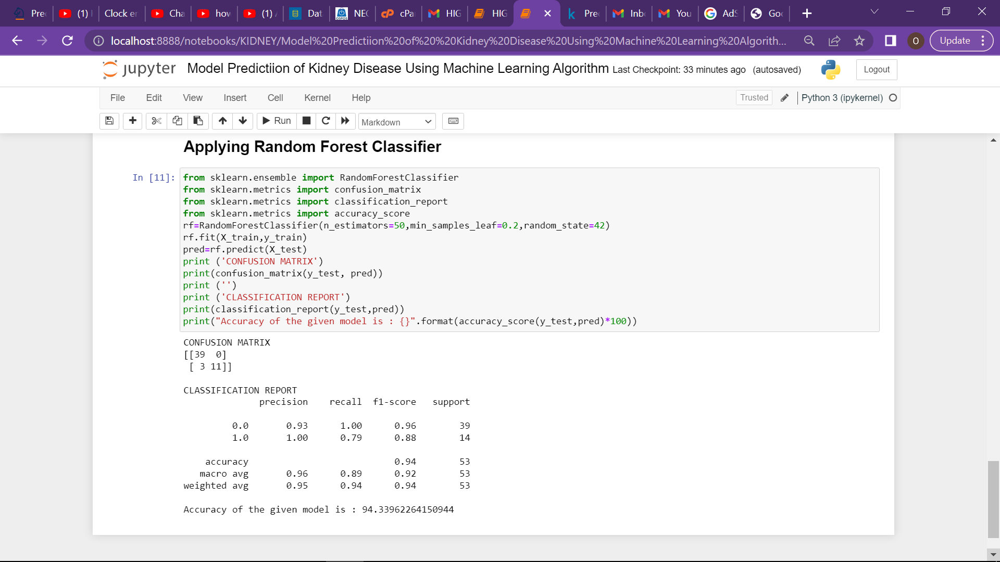 Pre
(1)
Clock er
Cha
how
(1)
Dat
NEC
cPa
HIG
HIG
Pre
Inb
You
AdS
Goo
localhost:8888/notebooks/KIDNEY/Model%20Predictiion%20of%20%20Kidney%20Disease%20Using%20Machine%20Learning%20Algorith...
O
Update
jupyter Model Predictiion of Kidney Disease Using Machine Learning Algorithm Last Checkpoint: 33 minutes ago (autosaved)
Logout
File Edit View Insert Cell Kernel Help
Trusted
Python 3 (ipykernel)
Run
Markdown
Applying Random Forest Classifier
In [11]:
from sklearn.ensemble import RandomForestClassifier
from sklearn.metrics import confusion_matrix
from sklearn.metrics import classification_report
from sklearn.metrics import accuracy_score
rf=RandomForestClassifier(n_estimators=50,min_samples_leaf=0.2,random_state=42)
rf.fit(X_train,y_train)
pred=rf.predict(X_test)
print ('CONFUSION MATRIX')
print(confusion_matrix(y_test, pred))
print ('')
print ('CLASSIFICATION REPORT')
print(classification_report(y_test,pred))
print("Accuracy of the given model is : {}".format(accuracy_score(y_test,pred)*100))
CONFUSION MATRIX
[[39  0]
 [ 3 11]]
CLASSIFICATION REPORT
precision recall f1-score support
0.0 0.93 1.00 0.96 39
1.0 1.00 0.79 0.88 14
accuracy 0.94 53
macro avg 0.96 0.89 0.92 53
weighted avg 0.95 0.94 0.94 53
Accuracy of the given model is : 94.33962264150944